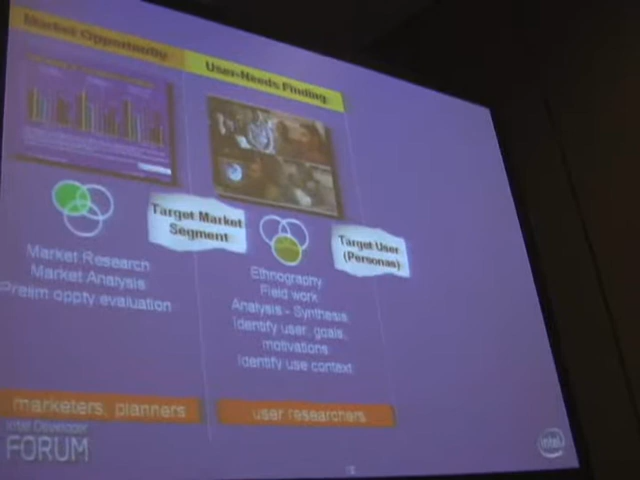 Market Opportunity
User-Needs Finding
Target Market
Segment
Target User
(Personas)
Market Research
Market Analysis
Prelim oppty evaluation
Ethnography
Field work
Analysis - Synthesis
Identify user, goals,
motivations
Identify use context
marketers, planners
user researchers
Intel Developer
FORUM
intel